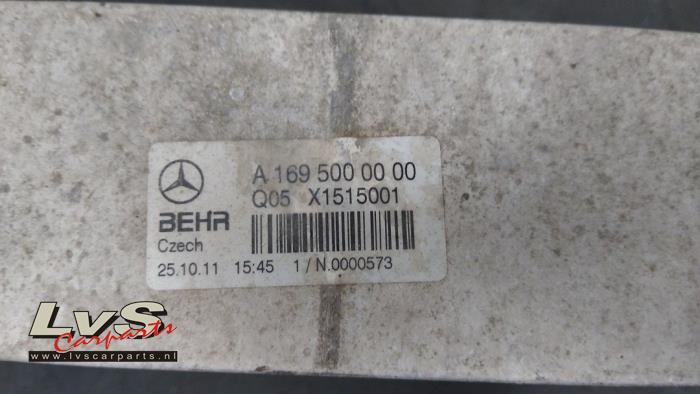 A 169 500 00 00
Q05 X1515001
BEHR
Czech
25.10.11 15:45 1/N.0000573
LvS
Carparts
www.lvscarparts.nl